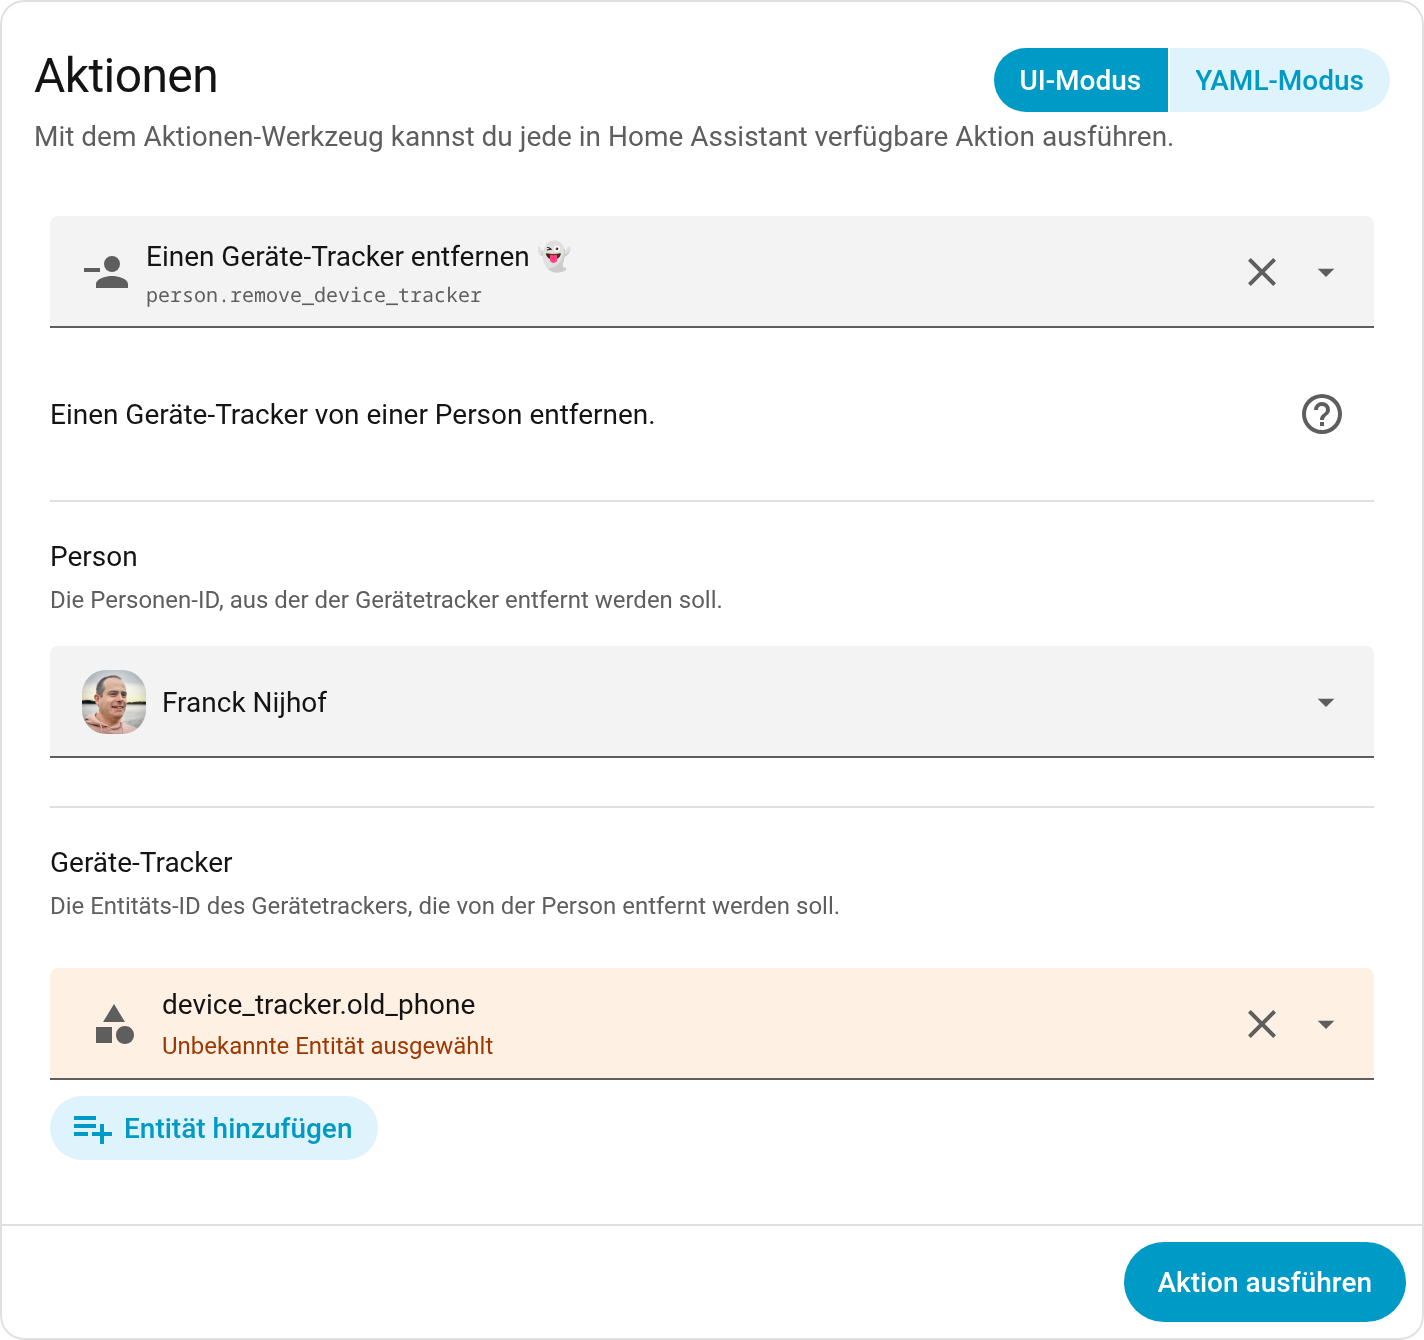 Aktionen
UI-Modus
YAML-Modus
Mit dem Aktionen-Werkzeug kannst du jede in Home Assistant verfügbare Aktion ausführen.
Einen Geräte-Tracker entfernen 👻
person.remove_device_tracker
Einen Geräte-Tracker von einer Person entfernen.
Person
Die Personen-ID, aus der der Gerätetracker entfernt werden soll.
Franck Nijhof
Geräte-Tracker
Die Entitäts-ID des Gerätetrackers, die von der Person entfernt werden soll.
device_tracker.old_phone
Unbekannte Entität ausgewählt
Entität hinzufügen
Aktion ausführen